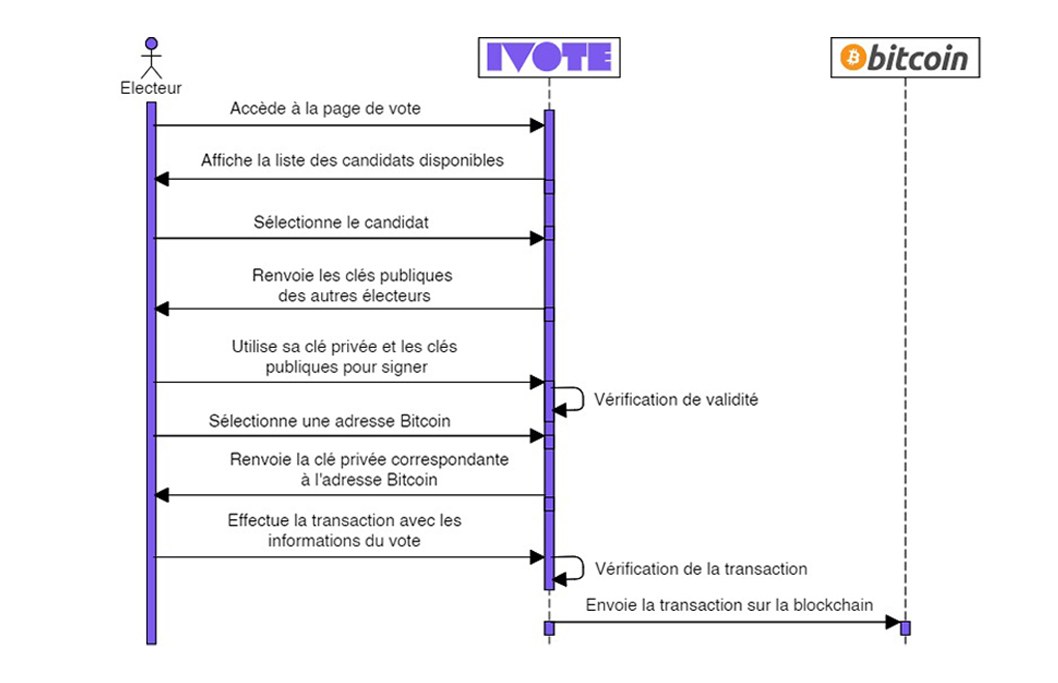 IVOTE
bitcoin
Electeur
Accède à la page de vote
Affiche la liste des candidats disponibles
Sélectionne le candidat
Renvoie les clés publiques
des autres électeurs
Utilise sa clé privée et les clés
publiques pour signer
Vérification de validité
Sélectionne une adresse Bitcoin
Renvoie la clé privée correspondante
à l'adresse Bitcoin
Effectue la transaction avec les
informations du vote
Vérification de la transaction
Envoie la transaction sur la blockchain